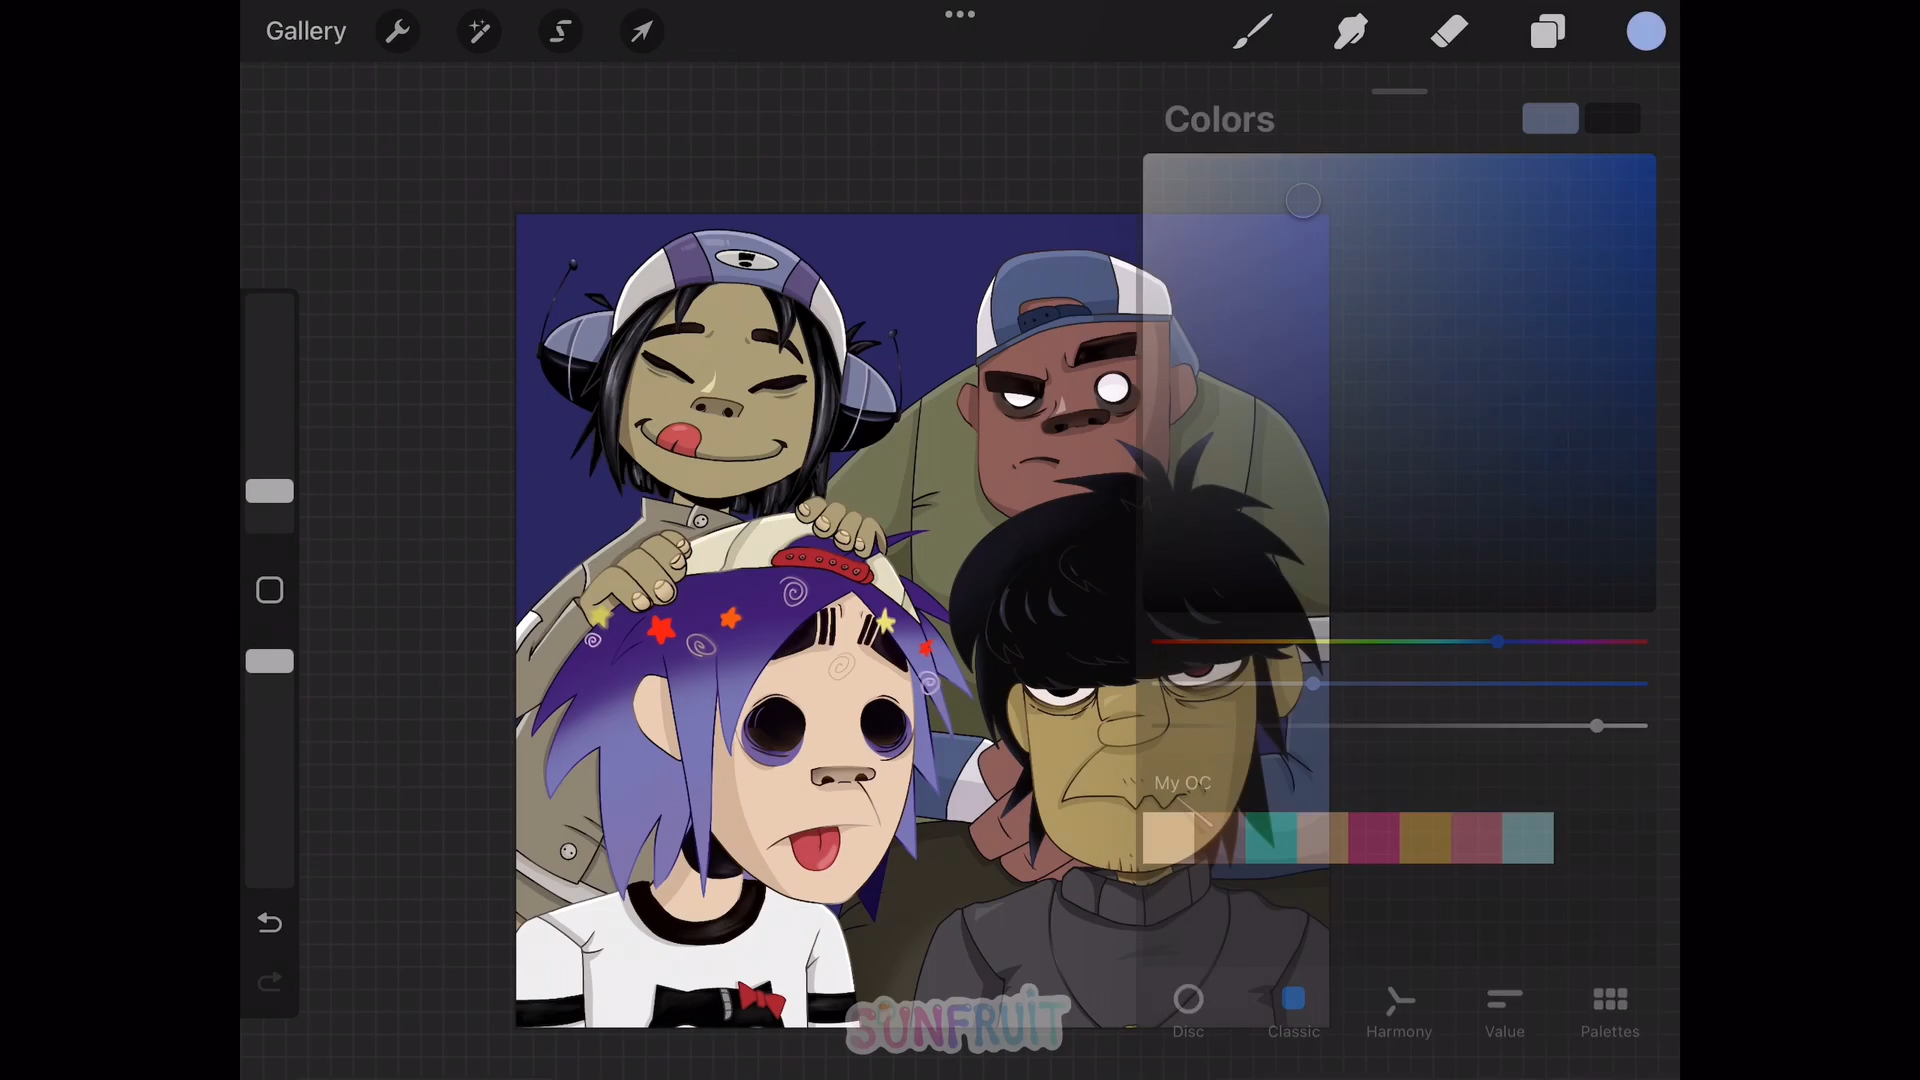 Gallery
Colors
My OC
Disc
Classic
Harmony
Value
Palettes
SUNFRUIT